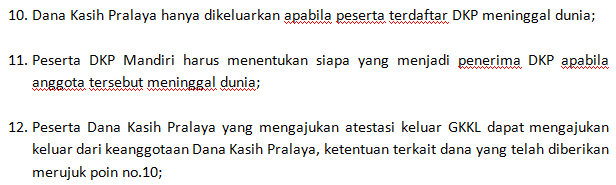 10. Dana Kasih Pralaya hanya dikeluarkan apabila peserta terdaftar DKP meninggal dunia;
11. Peserta DKP Mandiri harus menentukan siapa yang menjadi penerima DKP apabila
anggota tersebut meninggal dunia;
12. Peserta Dana Kasih Pralaya yang mengajukan atestasi keluar GKKL dapat mengajukan
keluar dari keanggotaan Dana Kasih Pralaya, ketentuan terkait dana yang telah diberikan
merujuk poin no.10;